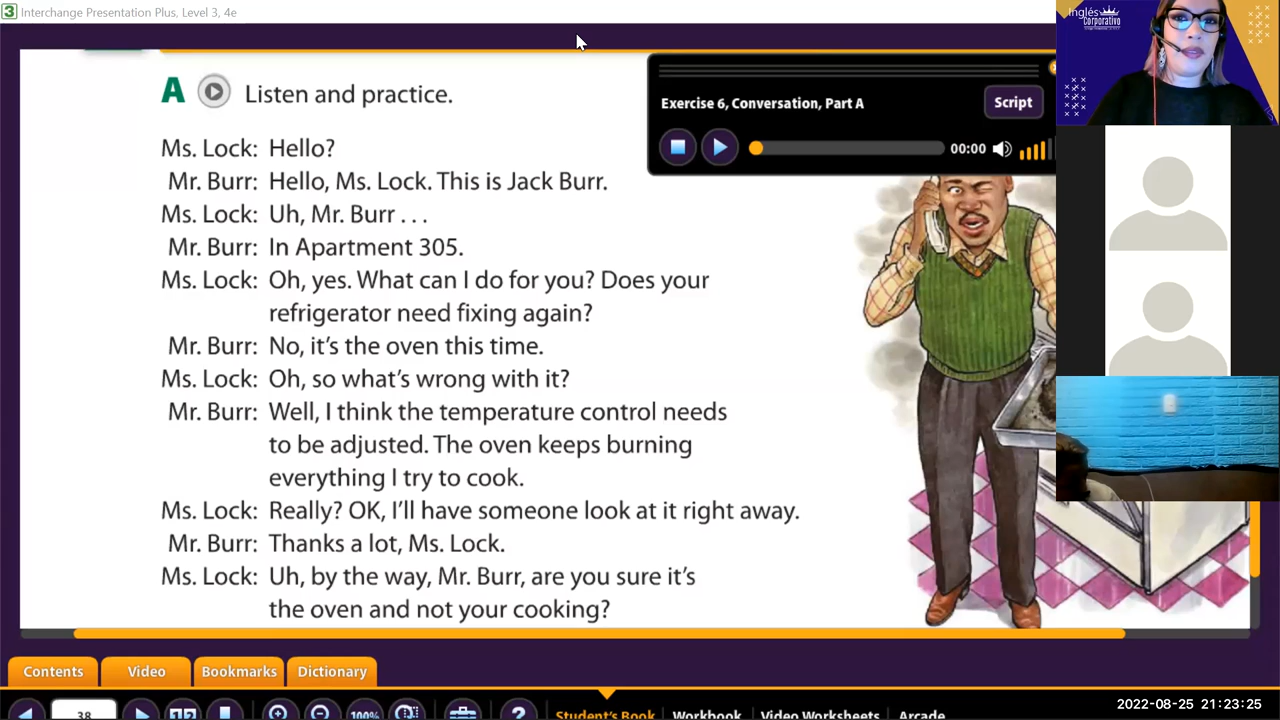 Interchange Presentation Plus, Level 3, 4e
Inglés
Corporativo
A Listen and practice.
Exercise 6, Conversation, Part A
Script
00:00
Ms. Lock: Hello?
Mr. Burr: Hello, Ms. Lock. This is Jack Burr.
Ms. Lock: Uh, Mr. Burr . . .
Mr. Burr: In Apartment 305.
Ms. Lock: Oh, yes. What can I do for you? Does your
refrigerator need fixing again?
Mr. Burr: No, it's the oven this time.
Ms. Lock: Oh, so what's wrong with it?
Mr. Burr: Well, I think the temperature control needs
to be adjusted. The oven keeps burning
everything I try to cook.
Ms. Lock: Really? OK, I'll have someone look at it right away.
Mr. Burr: Thanks a lot, Ms. Lock.
Ms. Lock: Uh, by the way, Mr. Burr, are you sure it's
the oven and not your cooking?
Contents Video Bookmarks Dictionary
38 100% ? Student's Book Workbook Video Worksheets Arcade
2022-08-25 21:23:25